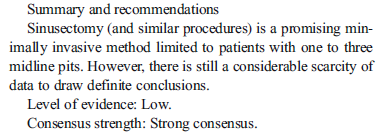 Summary and recommendations
Sinusectomy (and similar procedures) is a promising min-
imally invasive method limited to patients with one to three
midline pits. However, there is still a considerable scarcity of
data to draw definite conclusions.
Level of evidence: Low.
Consensus strength: Strong consensus.